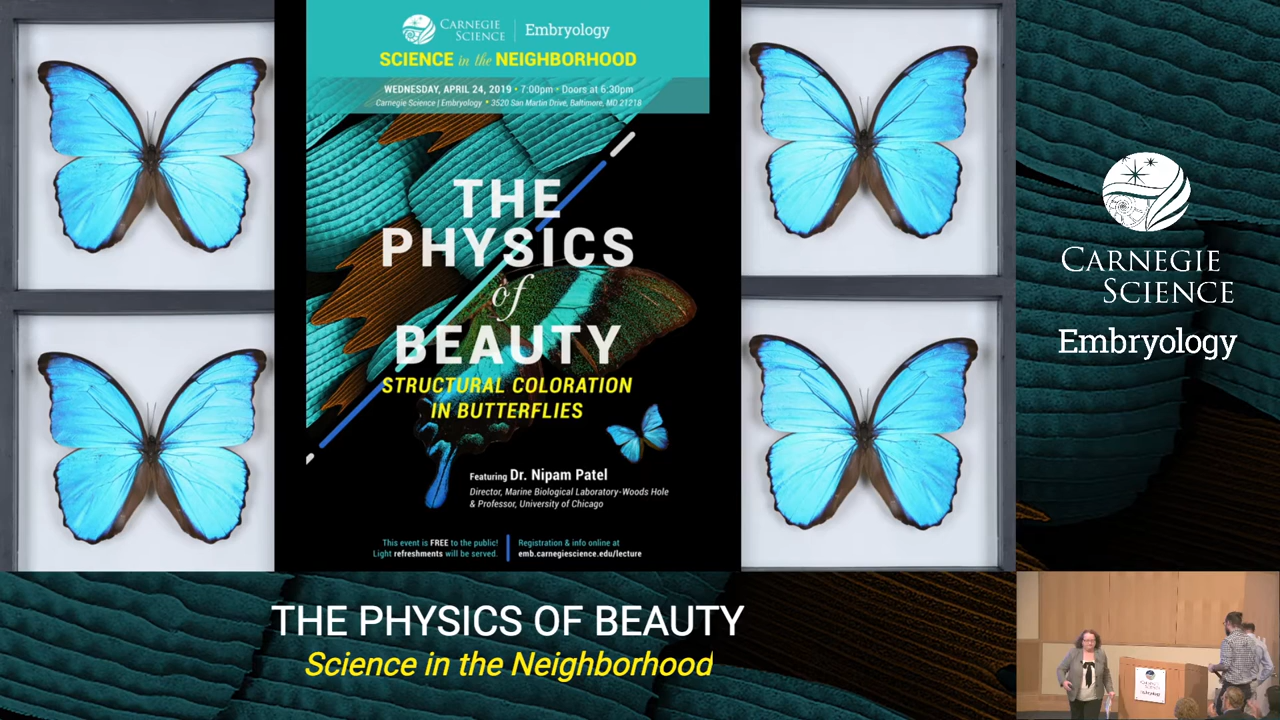 CARNEGIE
SCIENCE
Embryology
SCIENCE in the NEIGHBORHOOD
WEDNESDAY, APRIL 24, 2019 • 7:00pm • Doors at 6:30pm
Carnegie Science | Embryology • 3520 San Martin Drive, Baltimore, MD 21218
THE
PHYSICS
of
BEAUTY
STRUCTURAL COLORATION
IN BUTTERFLIES
Featuring Dr. Nipam Patel
Director, Marine Biological Laboratory-Woods Hole
& Professor, University of Chicago
This event is FREE to the public!
Light refreshments will be served.
Registration & info online at
emb.carnegiescience.edu/lecture
CARNEGIE
SCIENCE
Embryology
THE PHYSICS OF BEAUTY
Science in the Neighborhood